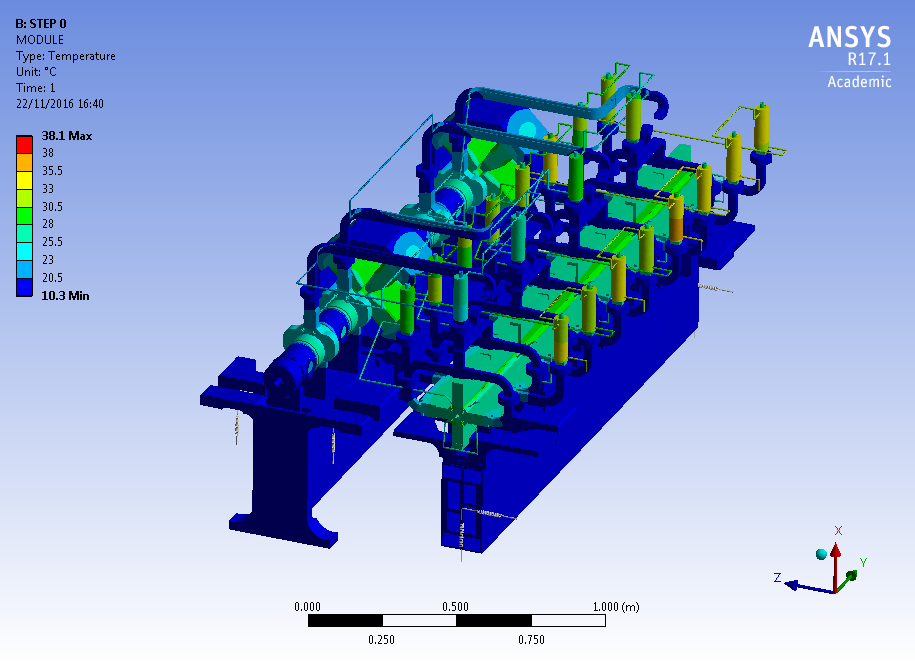 B: STEP 0
MODULE
Type: Temperature
Unit: °C
Time: 1
22/11/2016 16:40
38.1 Max
38
35.5
33
30.5
28
25.5
23
20.5
10.3 Min
ANSYS
R17.1
Academic
0.000 0.500 1.000 (m)
0.250 0.750
X
Y
Z